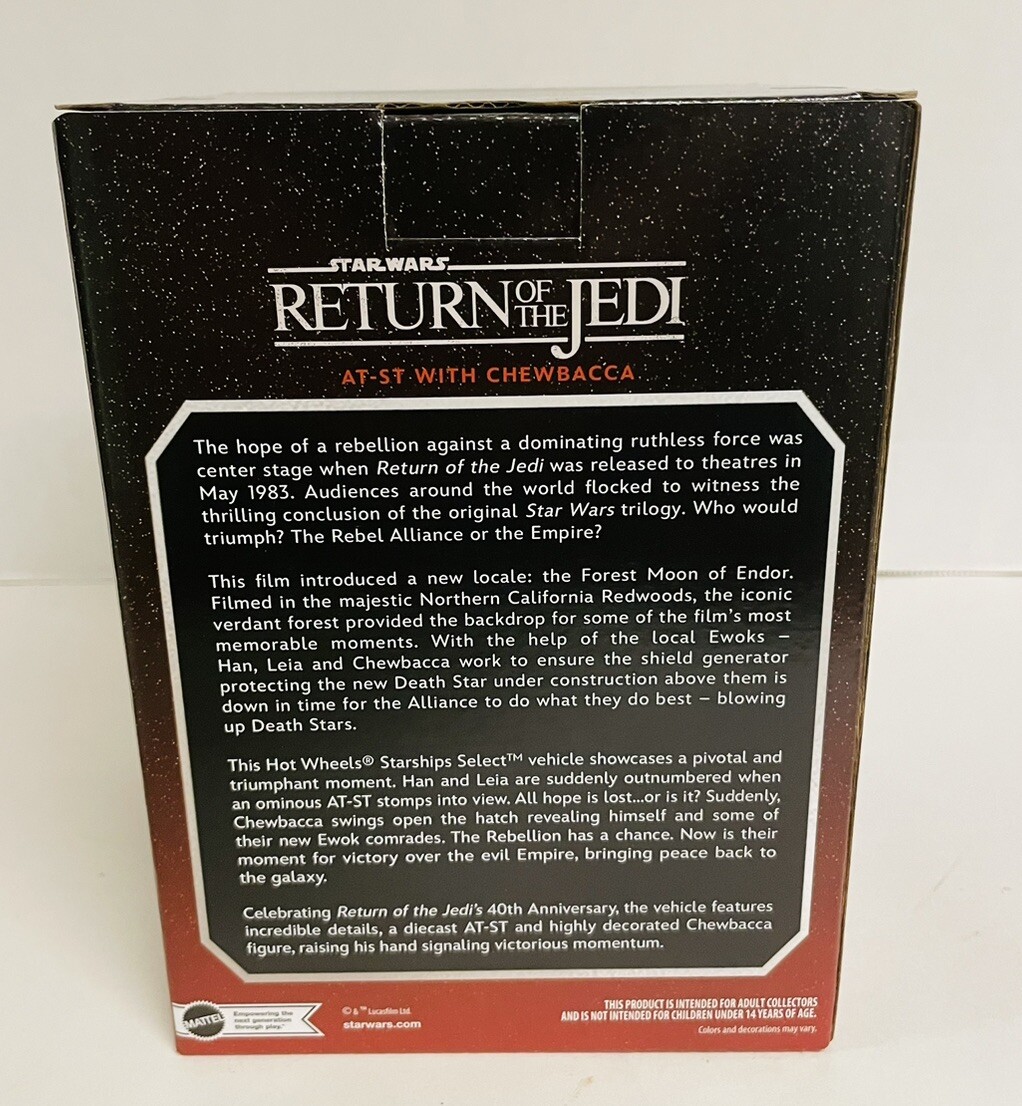 STAR WARS
RETURN OF THE JEDI
AT-ST WITH CHEWBACCA
The hope of a rebellion against a dominating ruthless force was
center stage when Return of the Jedi was released to theatres in
May 1983. Audiences around the world flocked to witness the
thrilling conclusion of the original Star Wars trilogy. Who would
triumph? The Rebel Alliance or the Empire?
This film introduced a new locale: the Forest Moon of Endor.
Filmed in the majestic Northern California Redwoods, the iconic
verdant forest provided the backdrop for some of the film's most
memorable moments. With the help of the local Ewoks –
Han, Leia and Chewbacca work to ensure the shield generator
protecting the new Death Star under construction above them is
down in time for the Alliance to do what they do best – blowing
up Death Stars.
This Hot Wheels® Starships Select™ vehicle showcases a pivotal and
triumphant moment. Han and Leia are suddenly outnumbered when
an ominous AT-ST stomps into view. All hope is lost...or is it? Suddenly,
Chewbacca swings open the hatch revealing himself and some of
their new Ewok comrades. The Rebellion has a chance. Now is their
moment for victory over the evil Empire, bringing peace back to
the galaxy.
Celebrating Return of the Jedi's 40th Anniversary, the vehicle features
incredible details, a diecast AT-ST and highly decorated Chewbacca
figure, raising his hand signaling victorious momentum.
MATTEL
Empowering the
next generation
through play.™
© & ™ Lucasfilm Ltd.
starwars.com
THIS PRODUCT IS INTENDED FOR ADULT COLLECTORS
AND IS NOT INTENDED FOR CHILDREN UNDER 14 YEARS OF AGE.
Colors and decorations may vary.